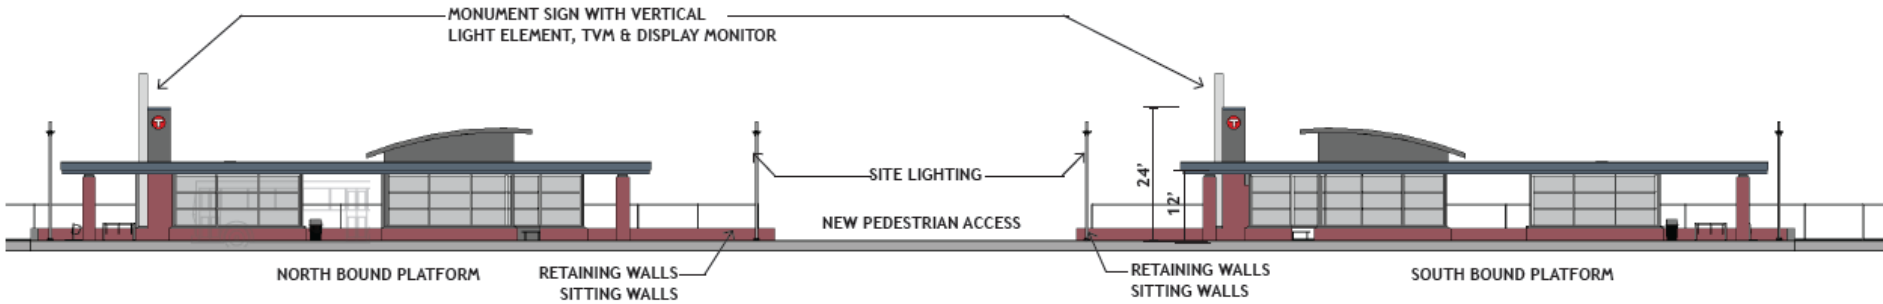 MONUMENT SIGN WITH VERTICAL
LIGHT ELEMENT, TVM & DISPLAY MONITOR
T
T
24'
12'
SITE LIGHTING
NEW PEDESTRIAN ACCESS
NORTH BOUND PLATFORM
RETAINING WALLS
SITTING WALLS
RETAINING WALLS
SITTING WALLS
SOUTH BOUND PLATFORM